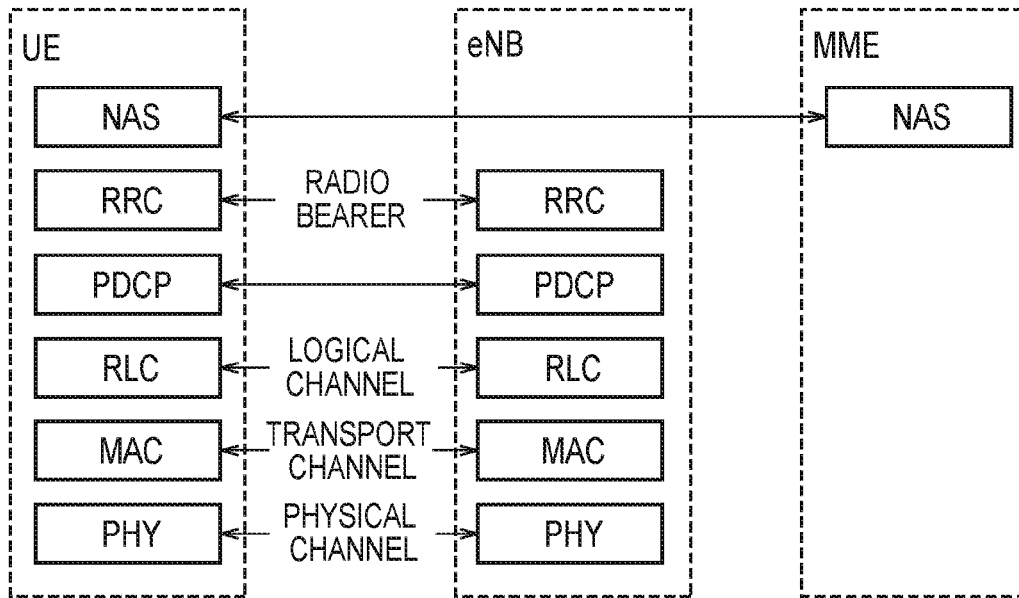 UE
eNB
MME
NAS
NAS
RRC
RADIO
BEARER
RRC
PDCP
PDCP
RLC
LOGICAL
CHANNEL
RLC
MAC
TRANSPORT
CHANNEL
MAC
PHY
PHYSICAL
CHANNEL
PHY